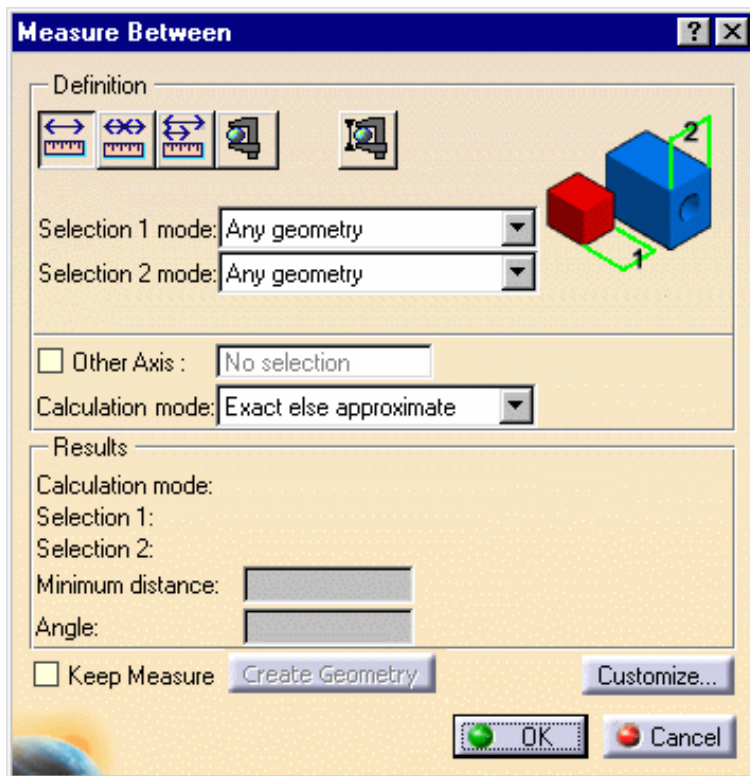 Measure Between
Definition
2
1
Selection 1 mode: Any geometry
Selection 2 mode: Any geometry
Other Axis : No selection
Calculation mode: Exact else approximate
Results
Calculation mode:
Selection 1:
Selection 2:
Minimum distance:
Angle:
Keep Measure Create Geometry Customize...
OK Cancel